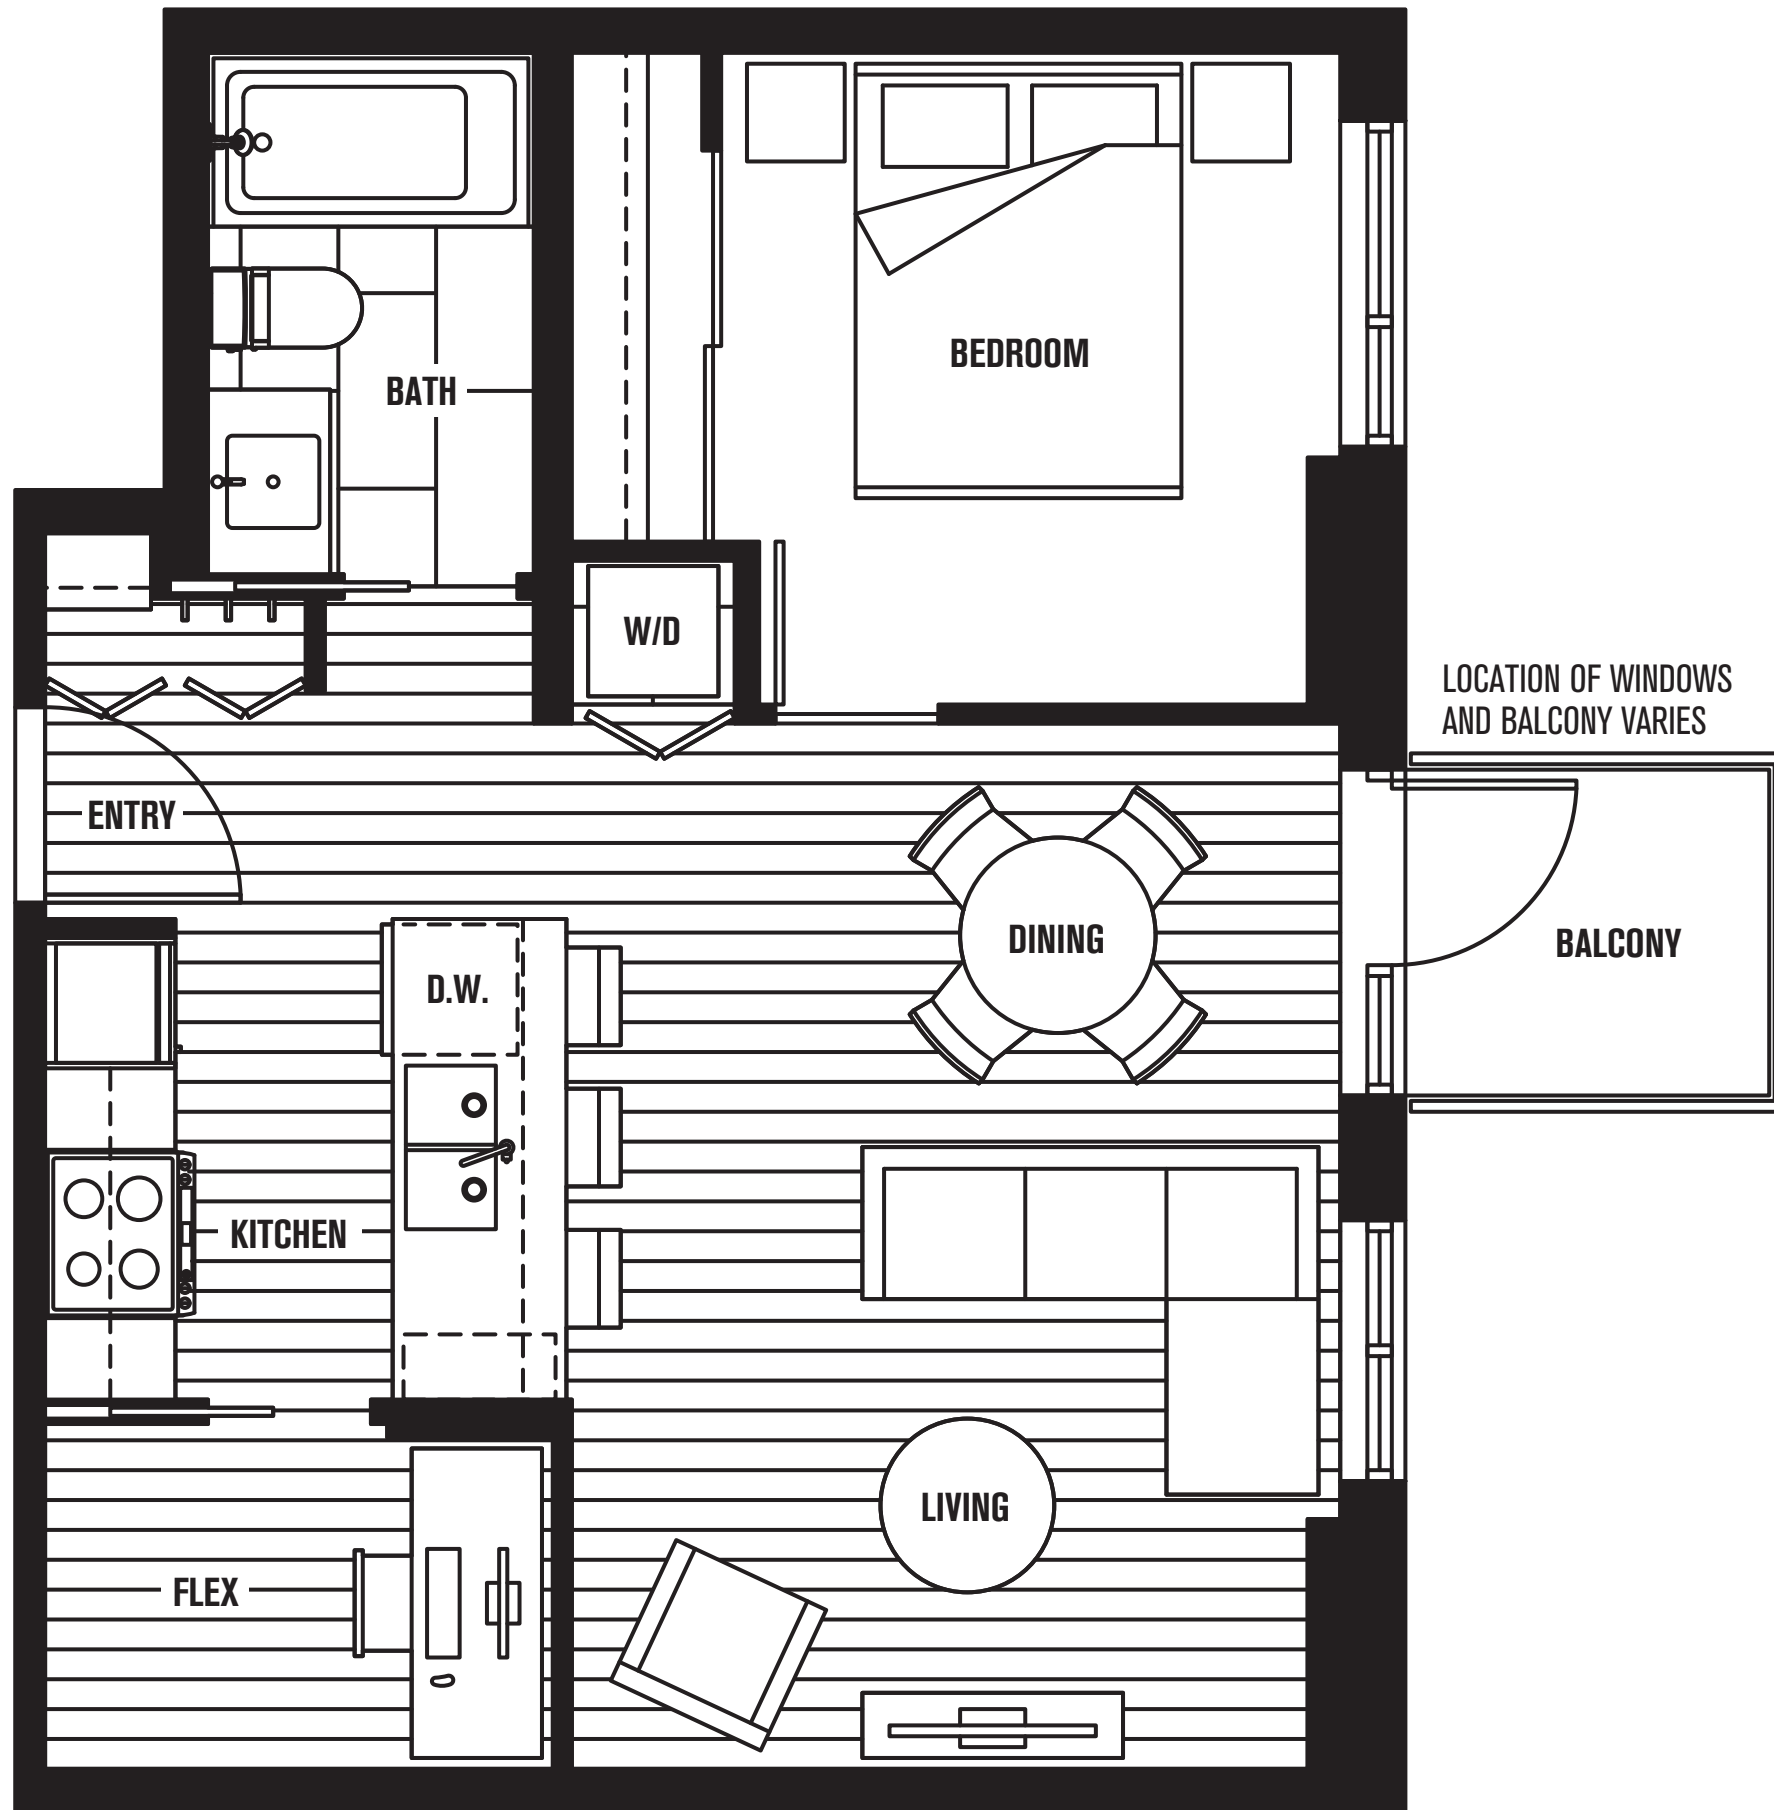 BEDROOM
BATH
W/D
LOCATION OF WINDOWS
AND BALCONY VARIES
ENTRY
DINING
BALCONY
D.W.
KITCHEN
LIVING
FLEX